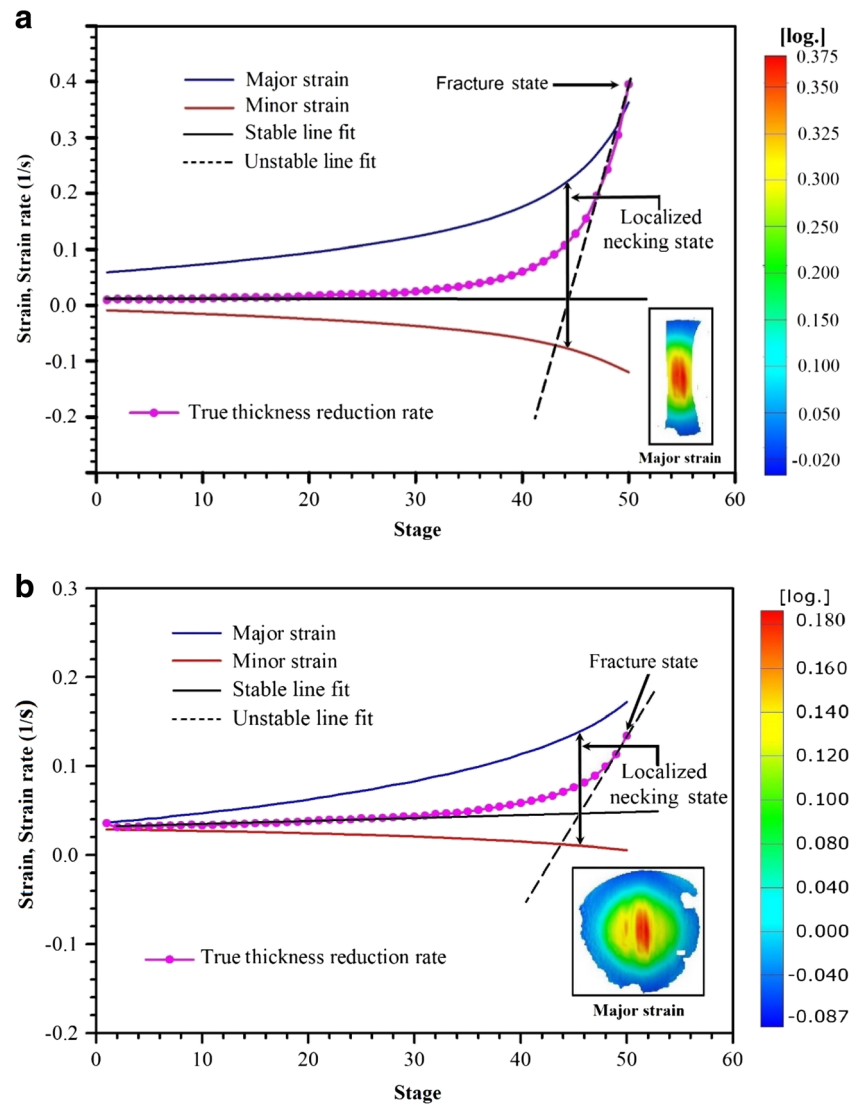 a
[log.]
0.375
0.350
0.325
0.300
0.250
0.200
0.150
0.100
0.050
-0.020
Strain, Strain rate (1/s)
0.4
0.3
0.2
0.1
0.0
-0.1
-0.2
Major strain
Minor strain
Stable line fit
Unstable line fit
Fracture state
Localized
necking state
True thickness reduction rate
Major strain
0 10 20 30 40 50 60
Stage
b
[log.]
0.180
0.160
0.140
0.120
0.100
0.080
0.040
0.000
-0.040
-0.087
Strain, Strain rate (1/s)
0.3
0.2
0.1
0.0
-0.1
-0.2
Major strain
Minor strain
Stable line fit
Unstable line fit
Fracture state
Localized
necking state
True thickness reduction rate
Major strain
0 10 20 30 40 50 60
Stage